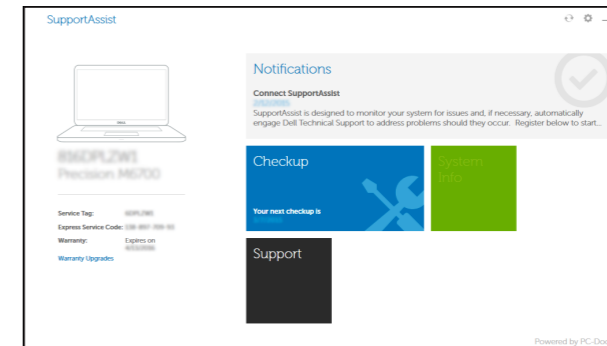 SupportAssist
DELL
Precision M6700
Service Tag:
Express Service Code:
Warranty: Expires on
Warranty Upgrades
Notifications
Connect SupportAssist
SupportAssist is designed to monitor your system for issues and, if necessary, automatically
engage Dell Technical Support to address problems should they occur. Register below to start...
Checkup
Your next checkup is
System
Info
Support
Powered by PC-Doc